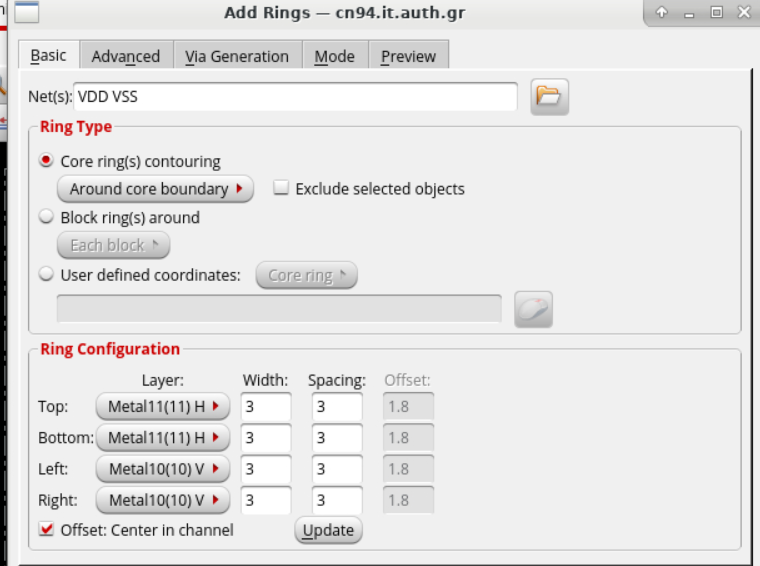 Add Rings — cn94.it.auth.gr
Basic Advanced Via Generation Mode Preview
Net(s): VDD VSS
Ring Type
Core ring(s) contouring
Around core boundary Exclude selected objects
Block ring(s) around
Each block
User defined coordinates: Core ring
Ring Configuration
Layer: Width: Spacing: Offset:
Top: Metal11(11) H 3 3 1.8
Bottom: Metal11(11) H 3 3 1.8
Left: Metal10(10) V 3 3 1.8
Right: Metal10(10) V 3 3 1.8
Offset: Center in channel Update